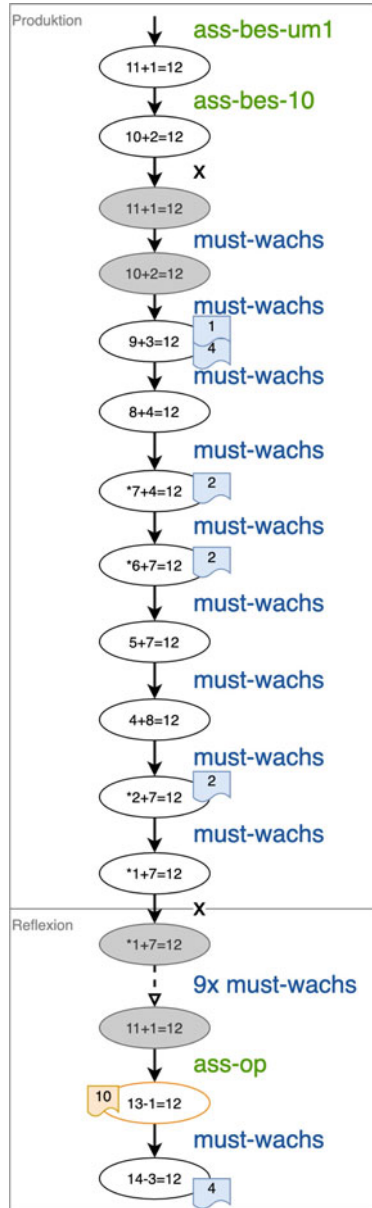 Produktion
ass-bes-um1
11+1=12
ass-bes-10
10+2=12
x
11+1=12
must-wachs
10+2=12
must-wachs
1
9+3=12
4
must-wachs
8+4=12
must-wachs
2
*7+4=12
must-wachs
2
*6+7=12
must-wachs
5+7=12
must-wachs
4+8=12
must-wachs
2
*2+7=12
must-wachs
*1+7=12
x
Reflexion
*1+7=12
9x must-wachs
11+1=12
ass-op
10
13-1=12
must-wachs
14-3=12
4